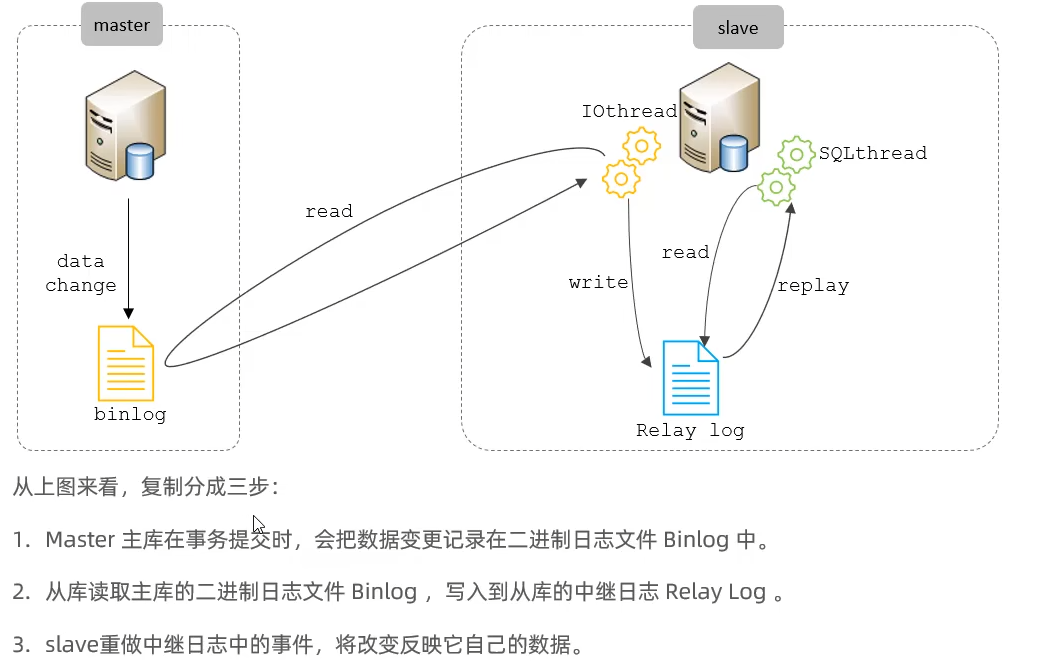 master
slave
IOthread
SQLthread
read
data
change
read
write
replay
binlog
Relay log
从上图来看，复制分成三步：
1. Master 主库在事务提交时，会把数据变更记录在二进制日志文件 Binlog 中。
2. 从库读取主库的二进制日志文件 Binlog ，写入到从库的中继日志 Relay Log 。
3. slave重做中继日志中的事件，将改变反映它自己的数据。